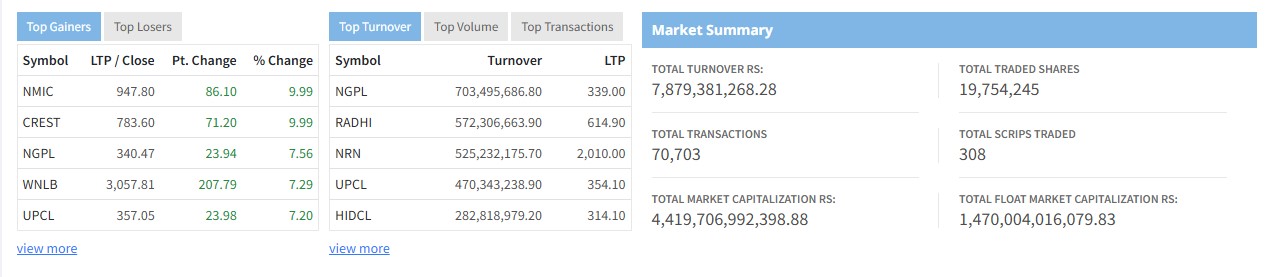 Top Gainers Top Losers
Symbol LTP / Close Pt. Change % Change
NMIC 947.80 86.10 9.99
CREST 783.60 71.20 9.99
NGPL 340.47 23.94 7.56
WNLB 3,057.81 207.79 7.29
UPCL 357.05 23.98 7.20
view more
Top Turnover Top Volume Top Transactions
Symbol Turnover LTP
NGPL 703,495,686.80 339.00
RADHI 572,306,663.90 614.90
NRN 525,232,175.70 2,010.00
UPCL 470,343,238.90 354.10
HIDCL 282,818,979.20 314.10
view more
Market Summary
TOTAL TURNOVER RS:
7,879,381,268.28
TOTAL TRADED SHARES
19,754,245
TOTAL TRANSACTIONS
70,703
TOTAL SCRIPS TRADED
308
TOTAL MARKET CAPITALIZATION RS:
4,419,706,992,398.88
TOTAL FLOAT MARKET CAPITALIZATION RS:
1,470,004,016,079.83